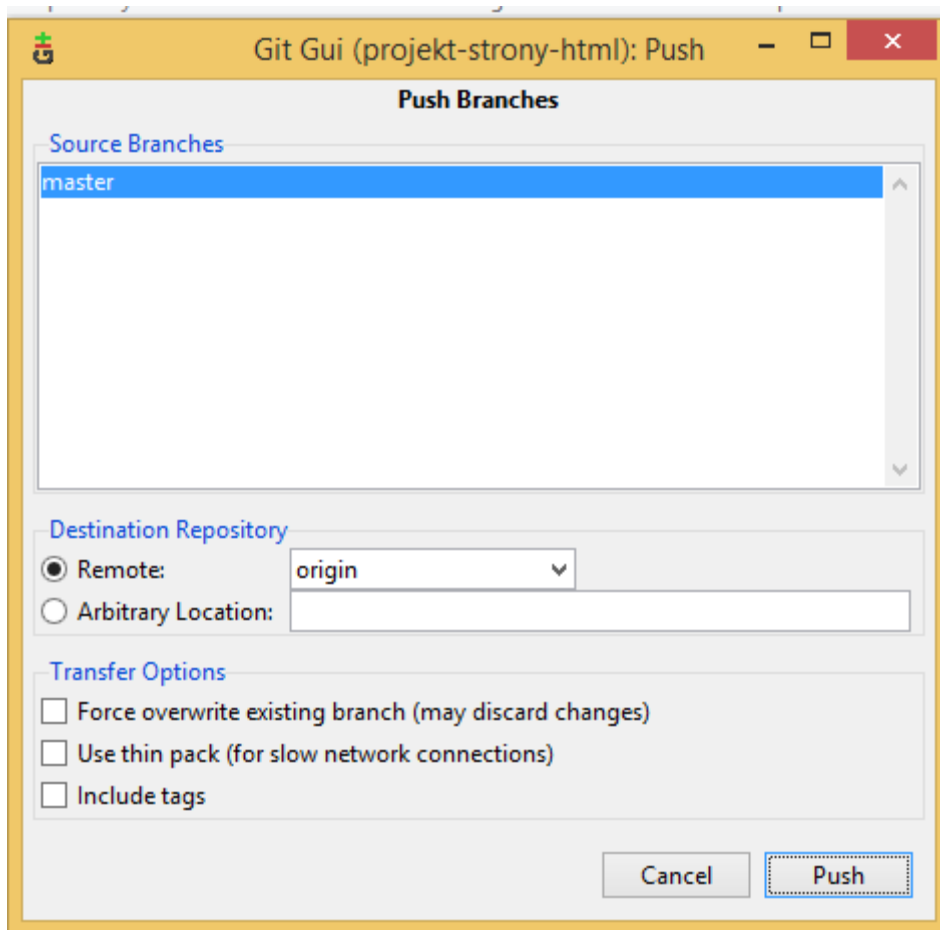 Git Gui (projekt-strony-html): Push
Push Branches
Source Branches
master
Destination Repository
Remote: origin
Arbitrary Location:
Transfer Options
Force overwrite existing branch (may discard changes)
Use thin pack (for slow network connections)
Include tags
Cancel Push